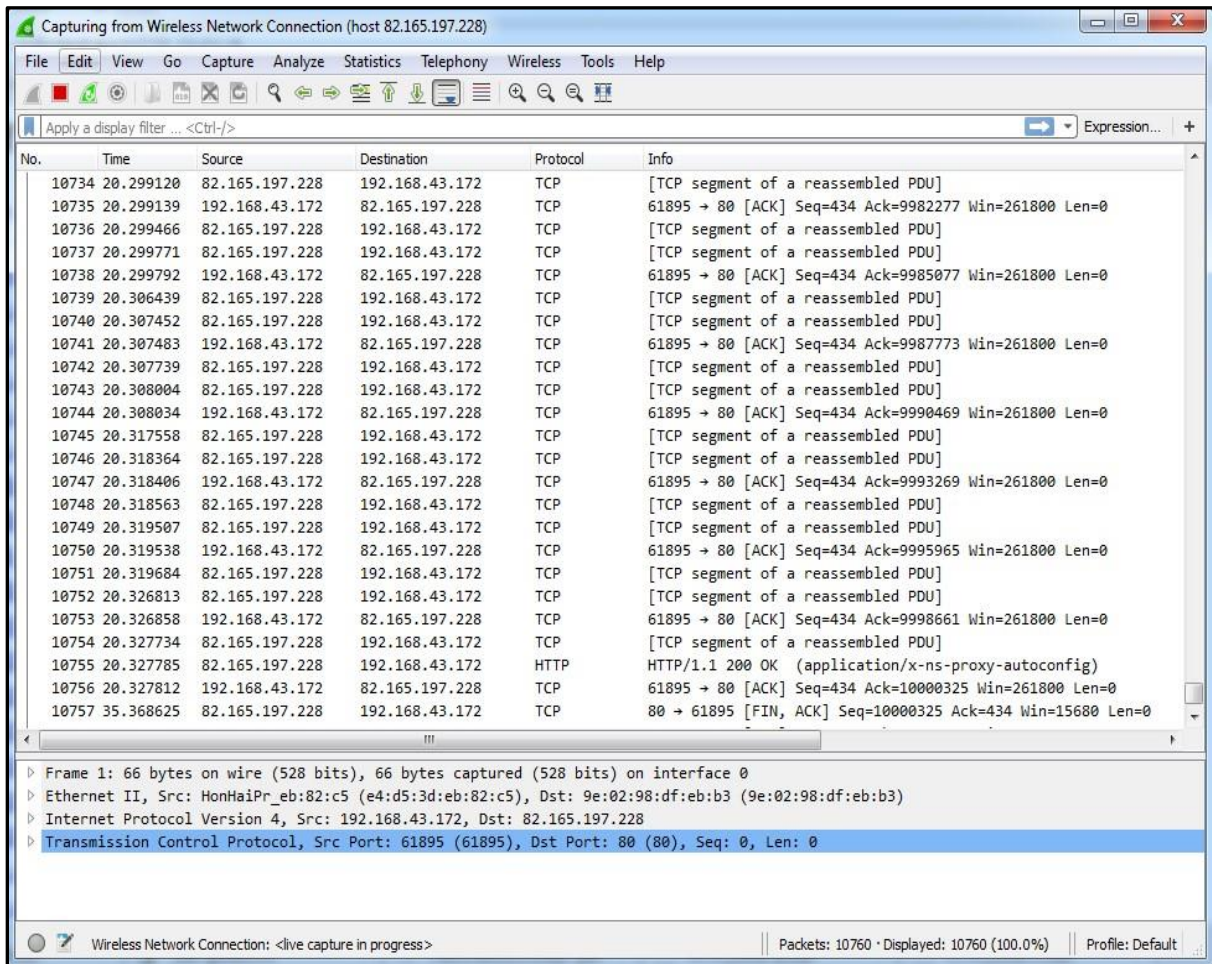 Capturing from Wireless Network Connection (host 82.165.197.228)
File Edit View Go Capture Analyze Statistics Telephony Wireless Tools Help
Apply a display filter ... <Ctrl-/> Expression... +
No. Time Source Destination Protocol Info
10734 20.299120 82.165.197.228 192.168.43.172 TCP [TCP segment of a reassembled PDU]
10735 20.299139 192.168.43.172 82.165.197.228 TCP 61895 → 80 [ACK] Seq=434 Ack=9982277 Win=261800 Len=0
10736 20.299466 82.165.197.228 192.168.43.172 TCP [TCP segment of a reassembled PDU]
10737 20.299771 82.165.197.228 192.168.43.172 TCP [TCP segment of a reassembled PDU]
10738 20.299792 192.168.43.172 82.165.197.228 TCP 61895 → 80 [ACK] Seq=434 Ack=9985077 Win=261800 Len=0
10739 20.306439 82.165.197.228 192.168.43.172 TCP [TCP segment of a reassembled PDU]
10740 20.307452 82.165.197.228 192.168.43.172 TCP [TCP segment of a reassembled PDU]
10741 20.307483 192.168.43.172 82.165.197.228 TCP 61895 → 80 [ACK] Seq=434 Ack=9987773 Win=261800 Len=0
10742 20.307739 82.165.197.228 192.168.43.172 TCP [TCP segment of a reassembled PDU]
10743 20.308004 82.165.197.228 192.168.43.172 TCP [TCP segment of a reassembled PDU]
10744 20.308034 192.168.43.172 82.165.197.228 TCP 61895 → 80 [ACK] Seq=434 Ack=9990469 Win=261800 Len=0
10745 20.317558 82.165.197.228 192.168.43.172 TCP [TCP segment of a reassembled PDU]
10746 20.318364 82.165.197.228 192.168.43.172 TCP [TCP segment of a reassembled PDU]
10747 20.318406 192.168.43.172 82.165.197.228 TCP 61895 → 80 [ACK] Seq=434 Ack=9993269 Win=261800 Len=0
10748 20.318563 82.165.197.228 192.168.43.172 TCP [TCP segment of a reassembled PDU]
10749 20.319507 82.165.197.228 192.168.43.172 TCP [TCP segment of a reassembled PDU]
10750 20.319538 192.168.43.172 82.165.197.228 TCP 61895 → 80 [ACK] Seq=434 Ack=9995965 Win=261800 Len=0
10751 20.319684 82.165.197.228 192.168.43.172 TCP [TCP segment of a reassembled PDU]
10752 20.326813 82.165.197.228 192.168.43.172 TCP [TCP segment of a reassembled PDU]
10753 20.326858 192.168.43.172 82.165.197.228 TCP 61895 → 80 [ACK] Seq=434 Ack=9998661 Win=261800 Len=0
10754 20.327734 82.165.197.228 192.168.43.172 TCP [TCP segment of a reassembled PDU]
10755 20.327785 82.165.197.228 192.168.43.172 HTTP HTTP/1.1 200 OK (application/x-ns-proxy-autoconfig)
10756 20.327812 192.168.43.172 82.165.197.228 TCP 61895 → 80 [ACK] Seq=434 Ack=10000325 Win=261800 Len=0
10757 35.368625 82.165.197.228 192.168.43.172 TCP 80 → 61895 [FIN, ACK] Seq=10000325 Ack=434 Win=15680 Len=0
Frame 1: 66 bytes on wire (528 bits), 66 bytes captured (528 bits) on interface 0
Ethernet II, Src: HonHaiPr_eb:82:c5 (e4:d5:3d:eb:82:c5), Dst: 9e:02:98:df:eb:b3 (9e:02:98:df:eb:b3)
Internet Protocol Version 4, Src: 192.168.43.172, Dst: 82.165.197.228
Transmission Control Protocol, Src Port: 61895 (61895), Dst Port: 80 (80), Seq: 0, Len: 0
Wireless Network Connection: <live capture in progress> Packets: 10760 · Displayed: 10760 (100.0%) Profile: Default